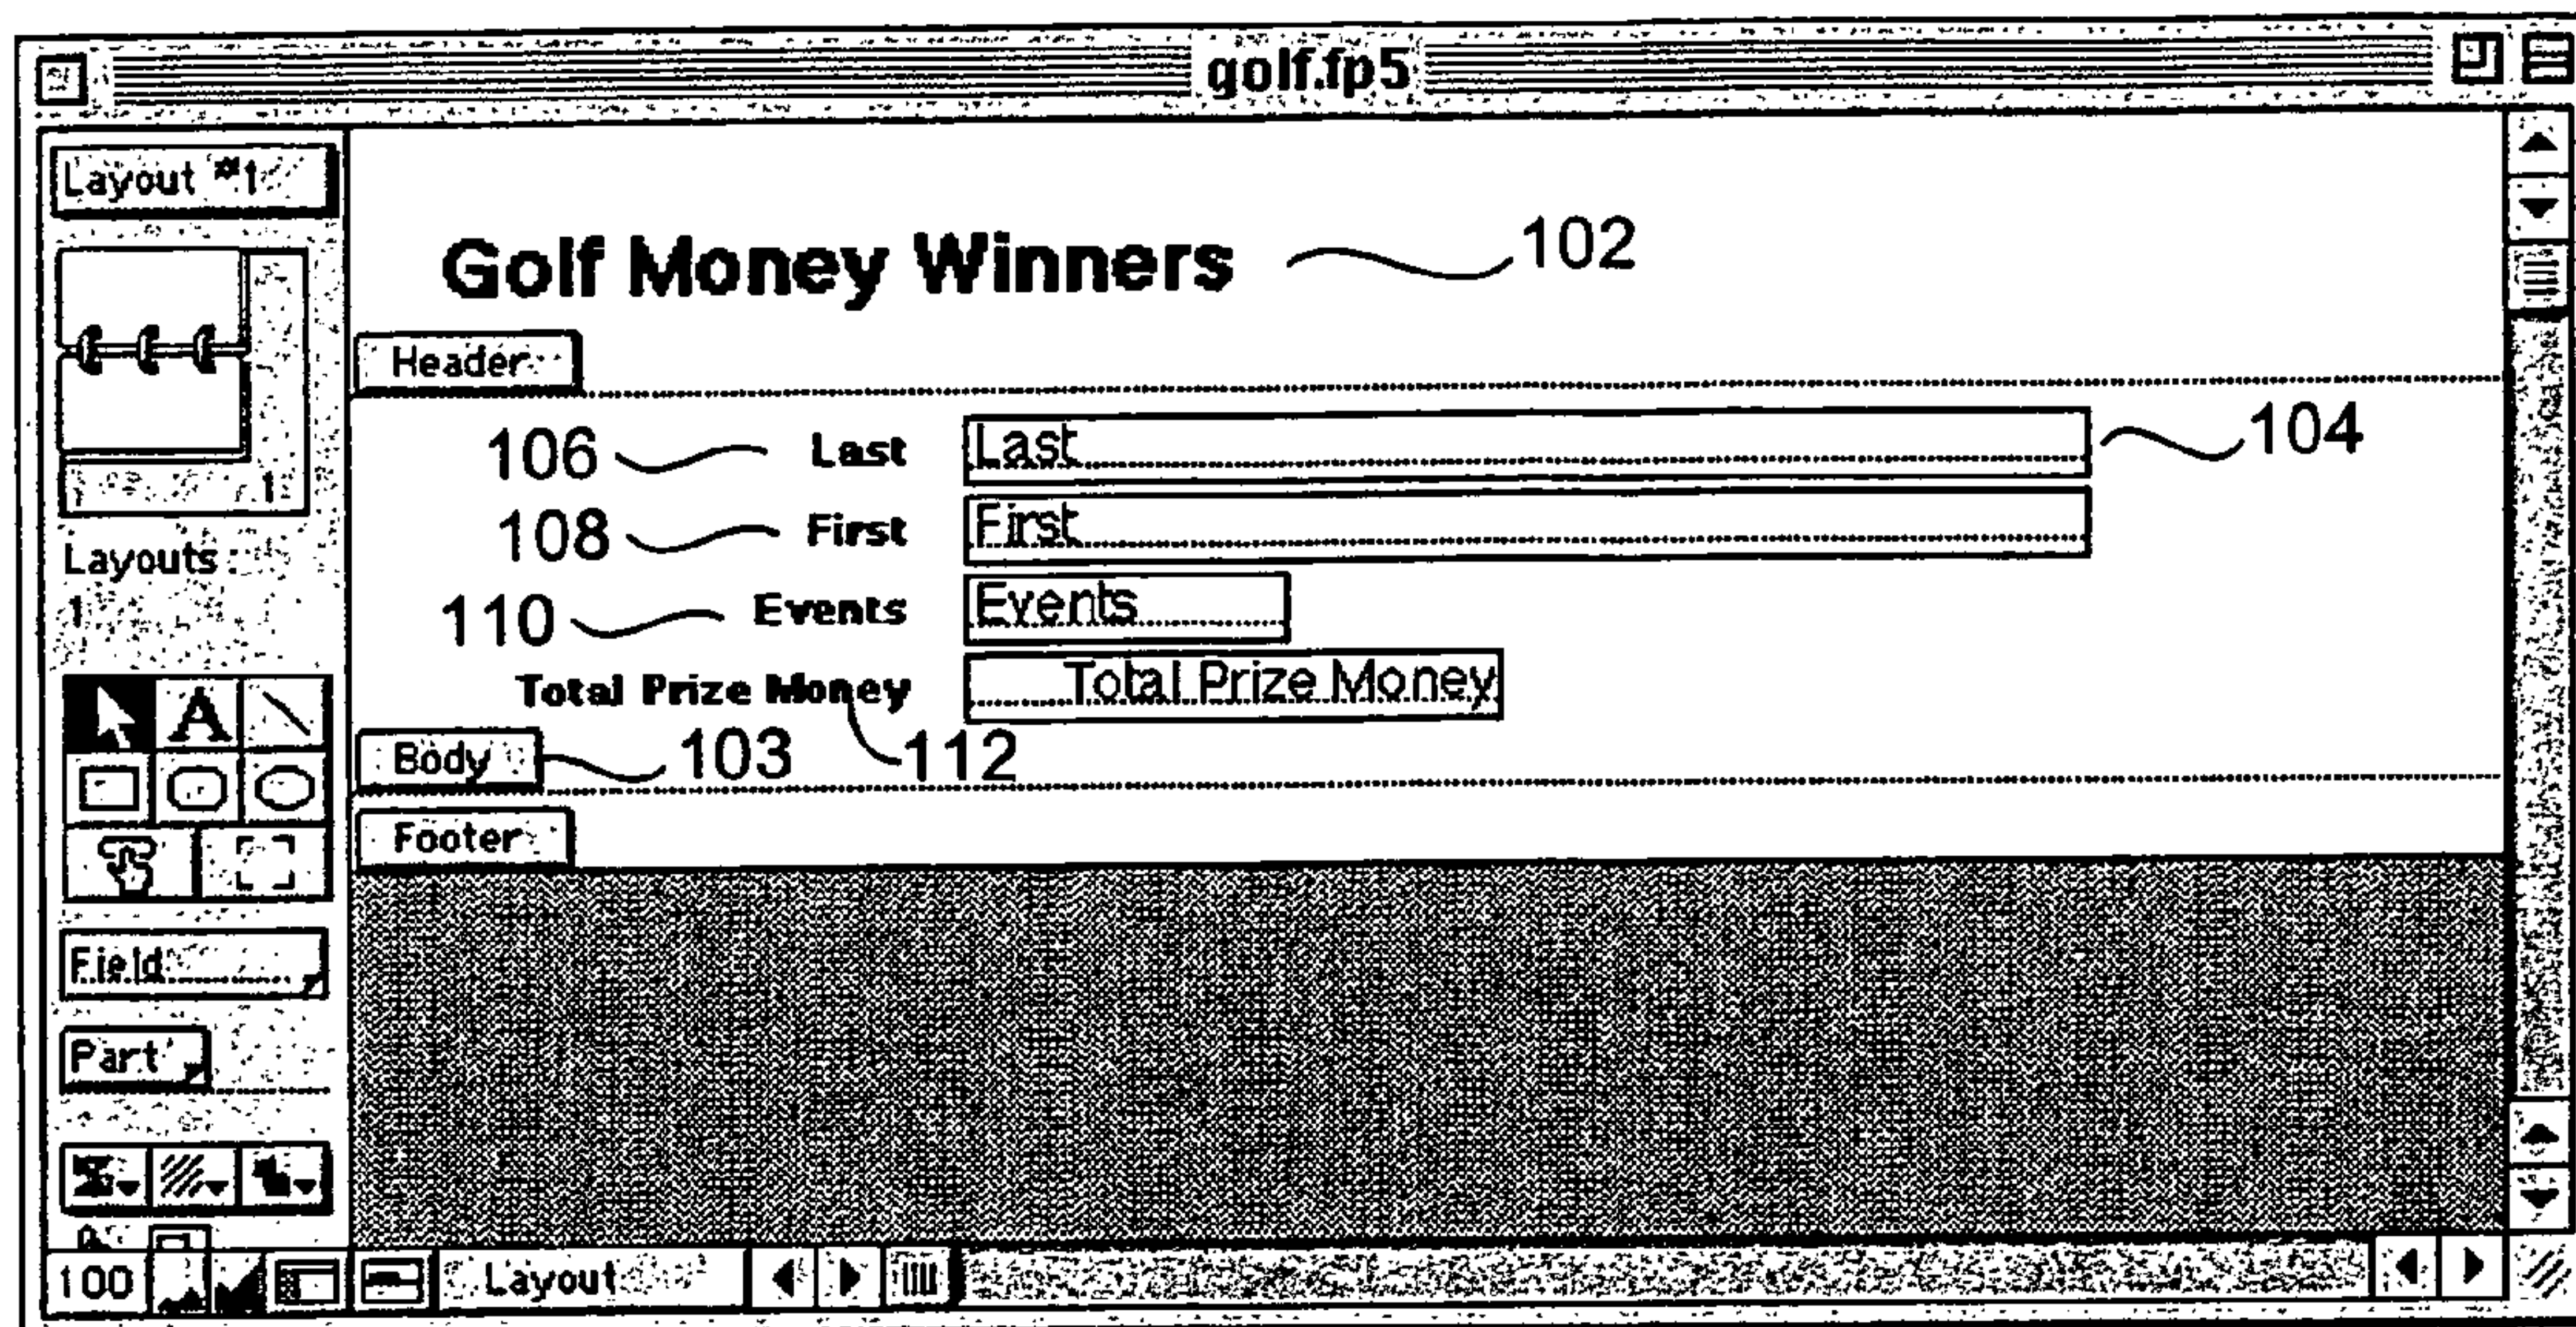 golf.fp5
Layout #1
Golf Money Winners 102
Header
106 Last Last 104
1
108 First First
Layouts:
1
110 Events Events
Total Prize Money Total Prize Money
Body 103 112
Footer
Field
Part
100 Layout